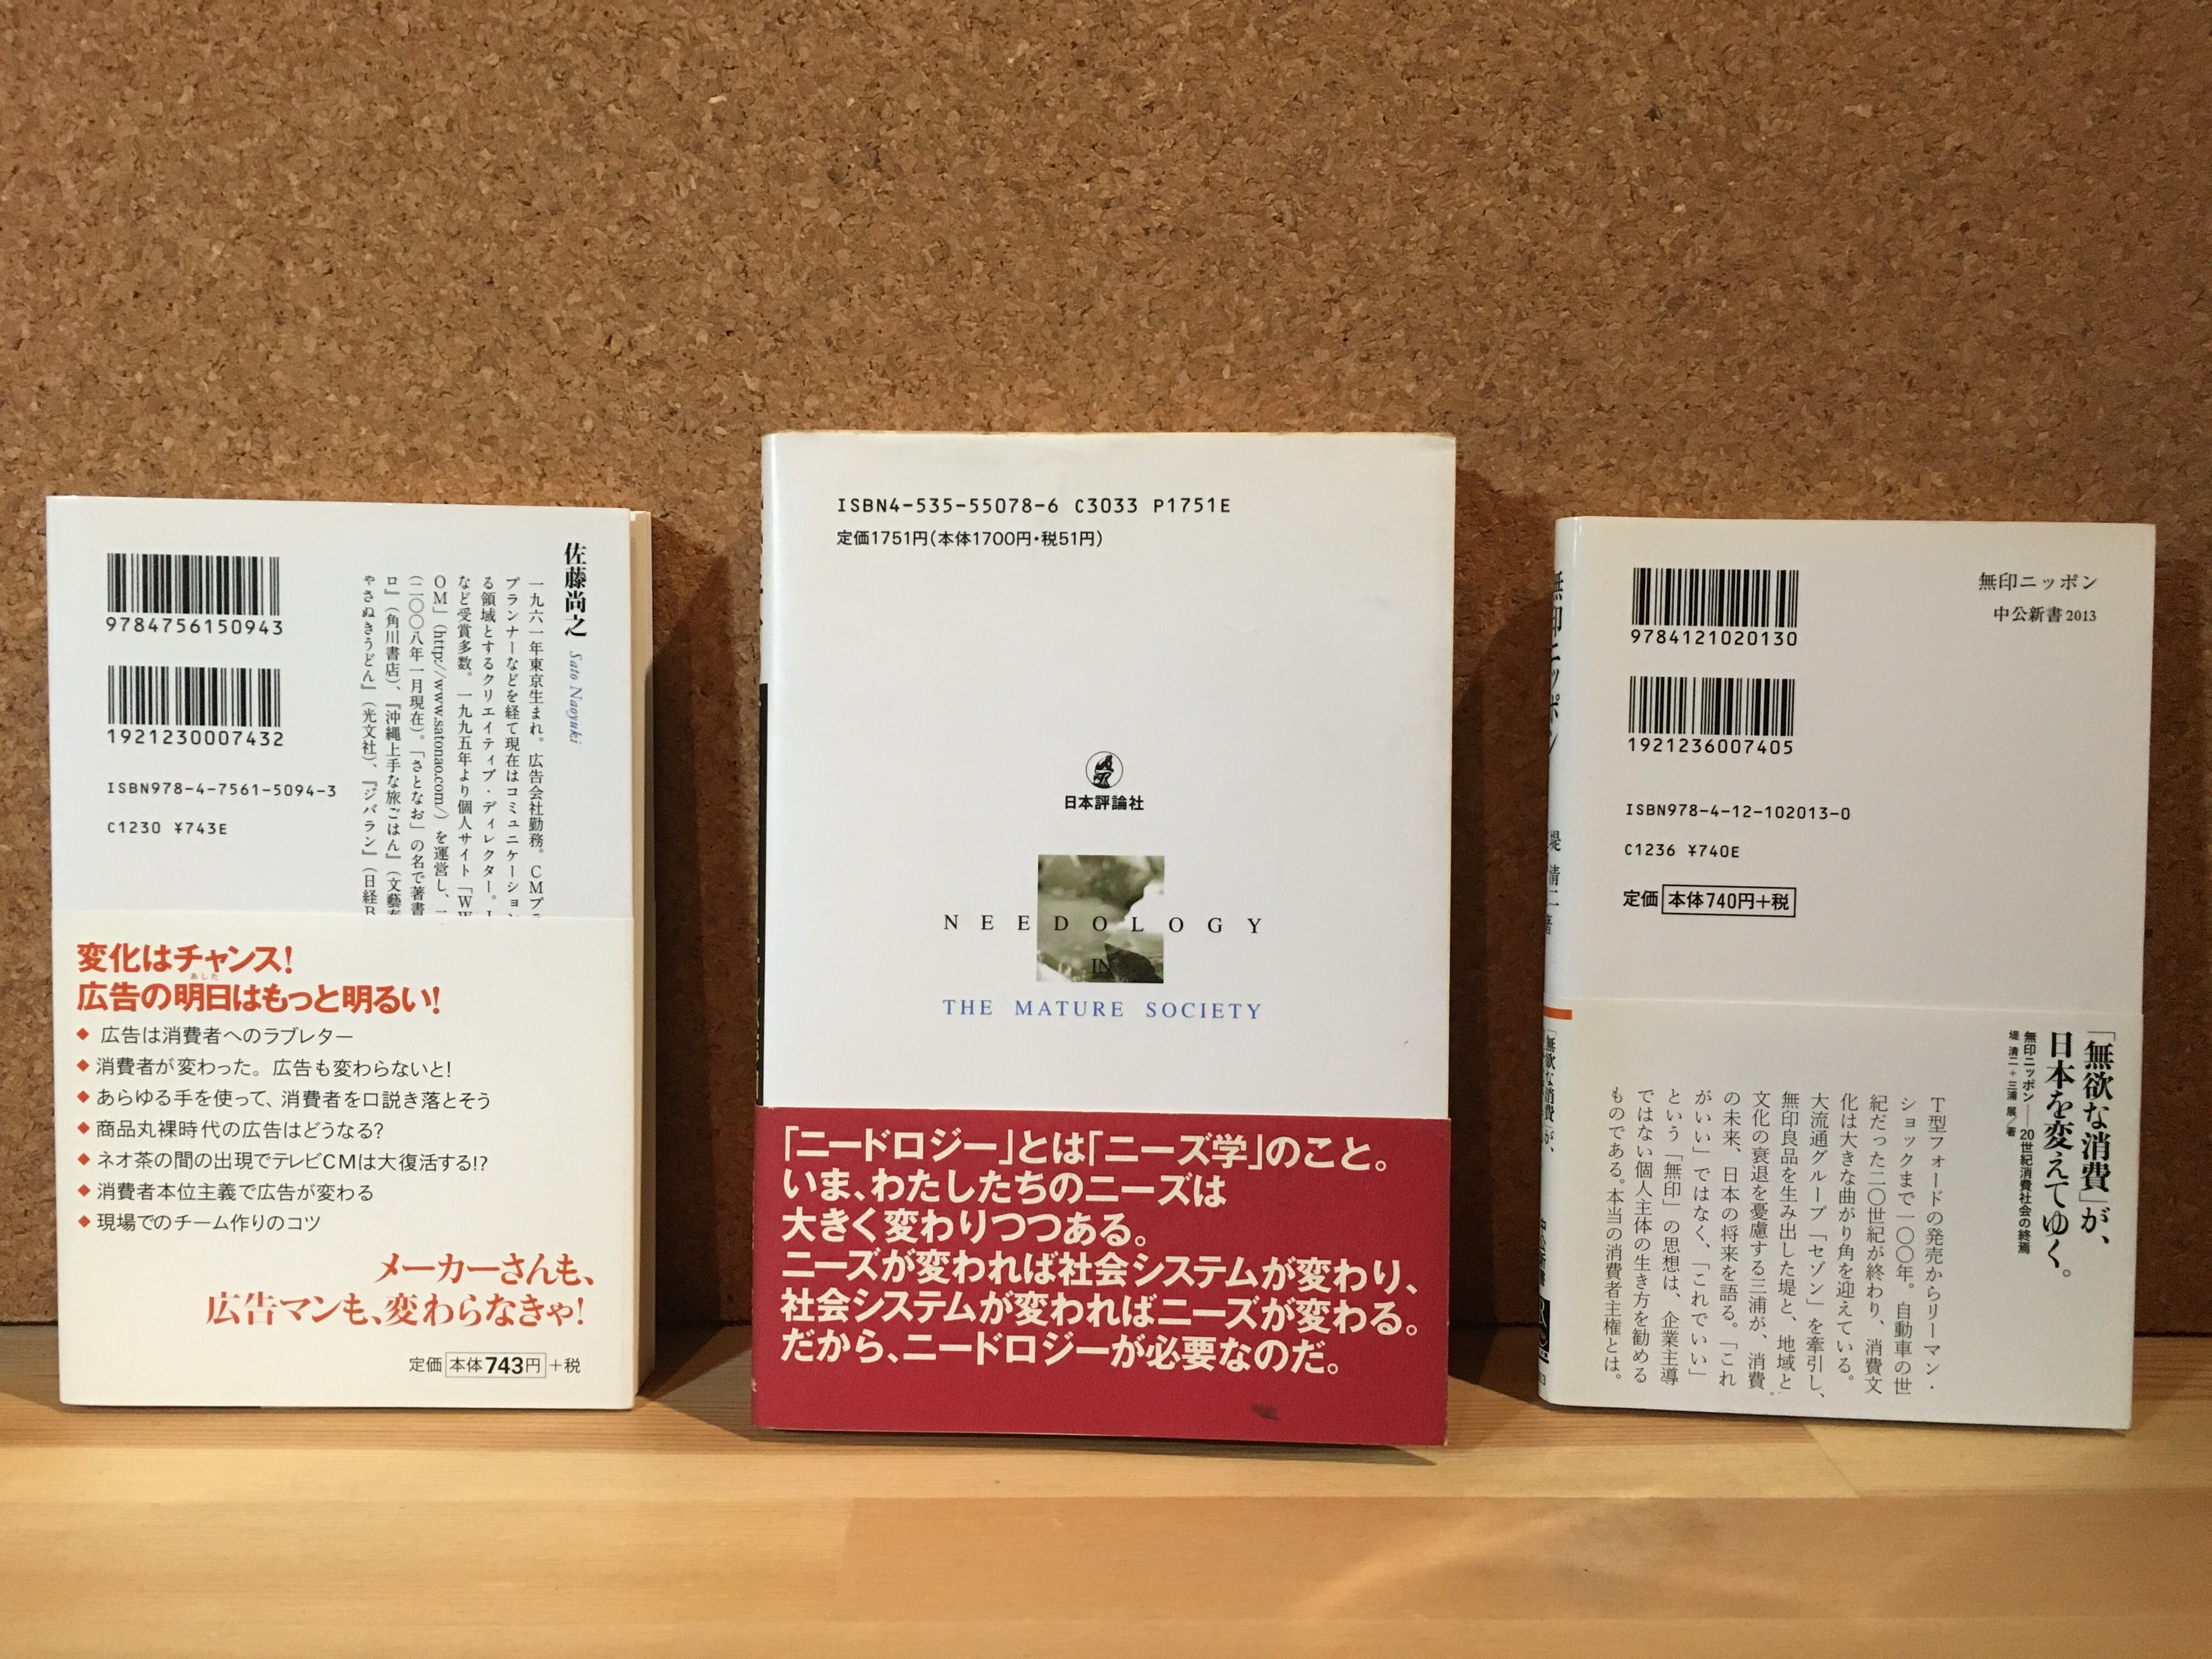 9784756150943
1921230007432
ISBN978-4-7561-5094-3
C1230 ¥743E
佐藤尚之 Sato Naoyuki
一九六一年東京生まれ。広告会社勤務。CMプラ
プランナーなどを経て現在はコミュニケーション
る領域とするクリエイティブ・ディレクター。J
など受賞多数。一九九五年より個人サイト「WW
OM」(http://www.satonao.com/)を運営し、
(二〇〇八年一月現在)。「さとなお」の名で著書
ロ』(角川書店)、『沖縄上手な旅ごはん』(文藝春
やさぬきうどん』(光文社)、『ジバラン』(日経B
変化はチャンス!
広告の明日はもっと明るい!
あした
◆ 広告は消費者へのラブレター
◆ 消費者が変わった。広告も変わらないと!
◆ あらゆる手を使って、消費者を口説き落とそう
◆ 商品丸裸時代の広告はどうなる?
◆ ネオ茶の間の出現でテレビCMは大復活する!?
◆ 消費者本位主義で広告が変わる
◆ 現場でのチーム作りのコツ
メーカーさんも、
広告マンも、変わらなきゃ!
定価 本体743円+税
ISBN4-535-55078-6 C3033 P1751E
定価1751円(本体1700円・税51円)
日本評論社
NEEDOLOGY
IN
THE MATURE SOCIETY
「ニードロジー」とは「ニーズ学」のこと。
いま、わたしたちのニーズは
大きく変わりつつある。
ニーズが変われば社会システムが変わり、
社会システムが変わればニーズが変わる。
だから、ニードロジーが必要なのだ。
無印ニッポン
堤 清二 著
「無欲な消費」が、
9784121020130
1921236007405
ISBN978-4-12-102013-0
C1236 ¥740E
定価 本体740円+税
無印ニッポン
中公新書 2013
「無欲な消費」が、
日本を変えてゆく。
無印ニッポン――20世紀消費社会の終焉
堤 清二+三浦 展/著
T型フォードの発売からリーマン・
ショックまで一〇〇年。自動車の世
紀だった二〇世紀が終わり、消費文
化は大きな曲がり角を迎えている。
大流通グループ「セゾン」を牽引し、
無印良品を生み出した堤と、地域と
文化の衰退を憂慮する三浦が、消費
の未来、日本の将来を語る。「これ
がいい」ではなく、「これでいい」
という「無印」の思想は、企業主導
ではない個人主体の生き方を勧める
ものである。本当の消費者主権とは。